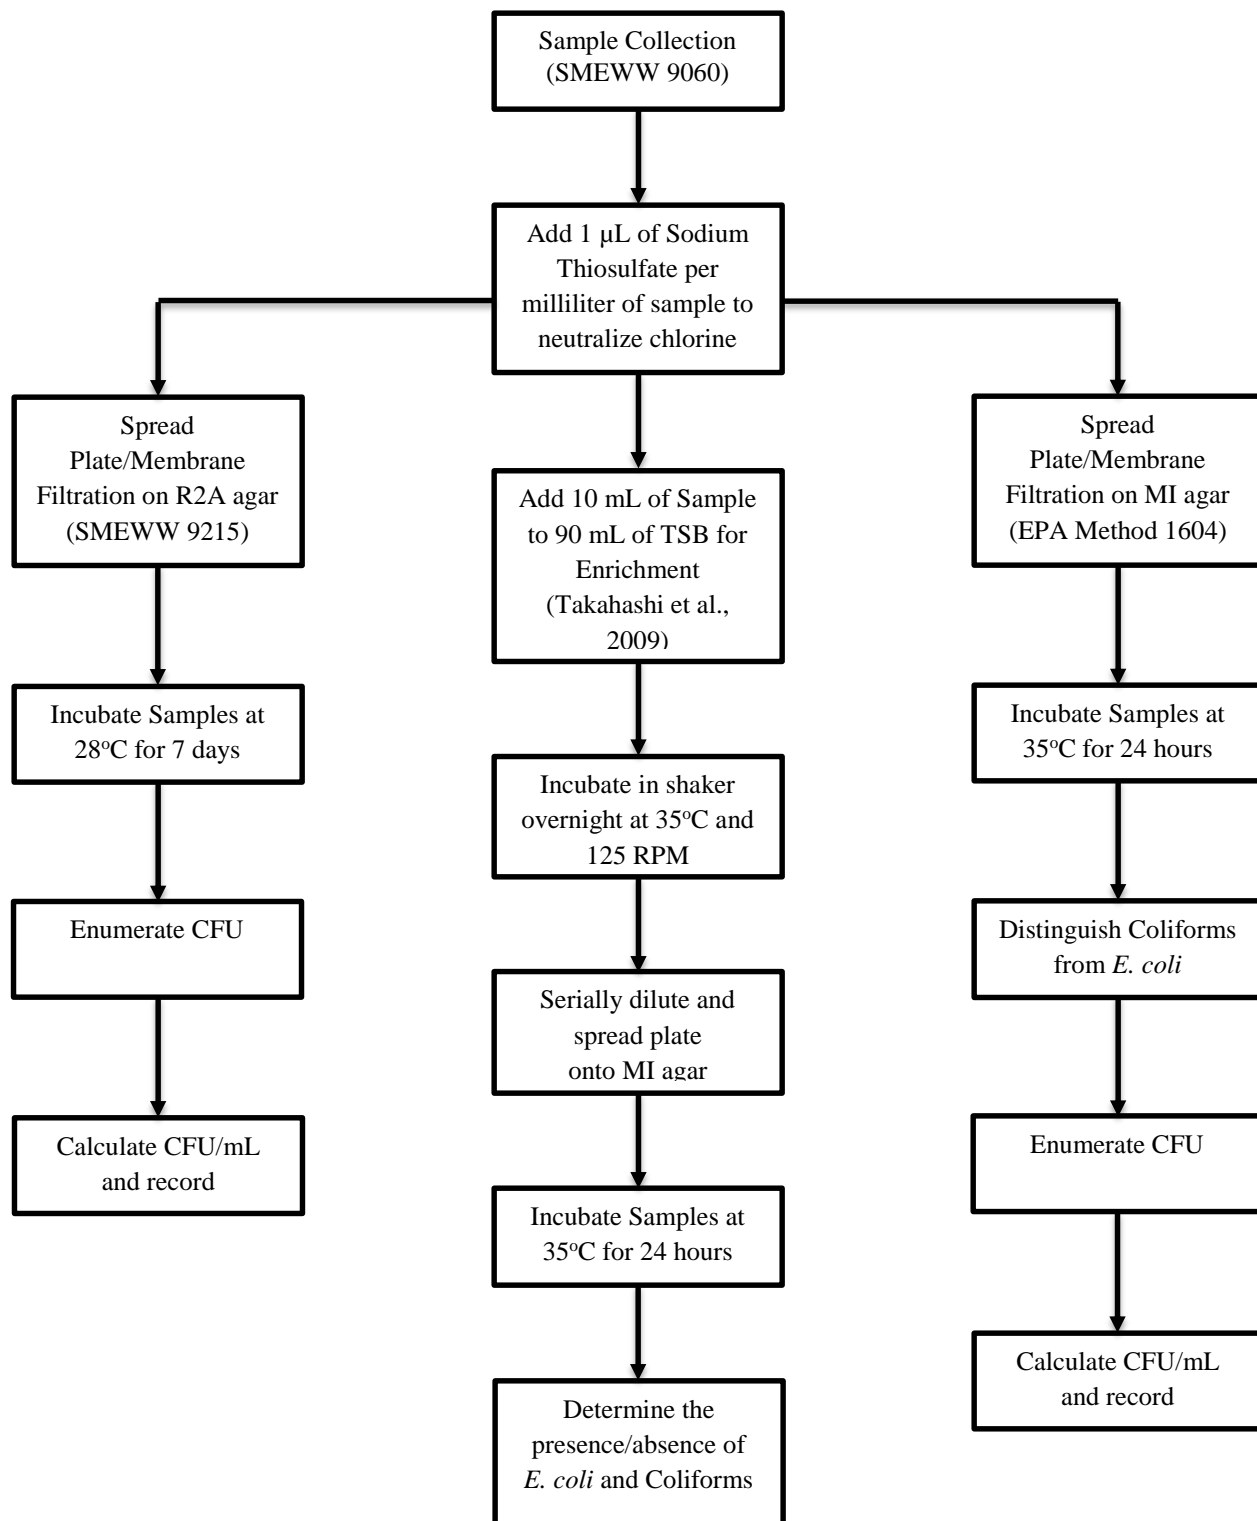 Sample Collection
(SMEWW 9060)
Add 1 µL of Sodium
Thiosulfate per
milliliter of sample to
neutralize chlorine
Spread
Plate/Membrane
Filtration on R2A agar
(SMEWW 9215)
Incubate Samples at
28°C for 7 days
Enumerate CFU
Calculate CFU/mL
and record
Add 10 mL of Sample
to 90 mL of TSB for
Enrichment
(Takahashi et al.,
2009)
Incubate in shaker
overnight at 35°C and
125 RPM
Serially dilute and
spread plate
onto MI agar
Incubate Samples at
35°C for 24 hours
Determine the
presence/absence of
E. coli and Coliforms
Spread
Plate/Membrane
Filtration on MI agar
(EPA Method 1604)
Incubate Samples at
35°C for 24 hours
Distinguish Coliforms
from E. coli
Enumerate CFU
Calculate CFU/mL
and record